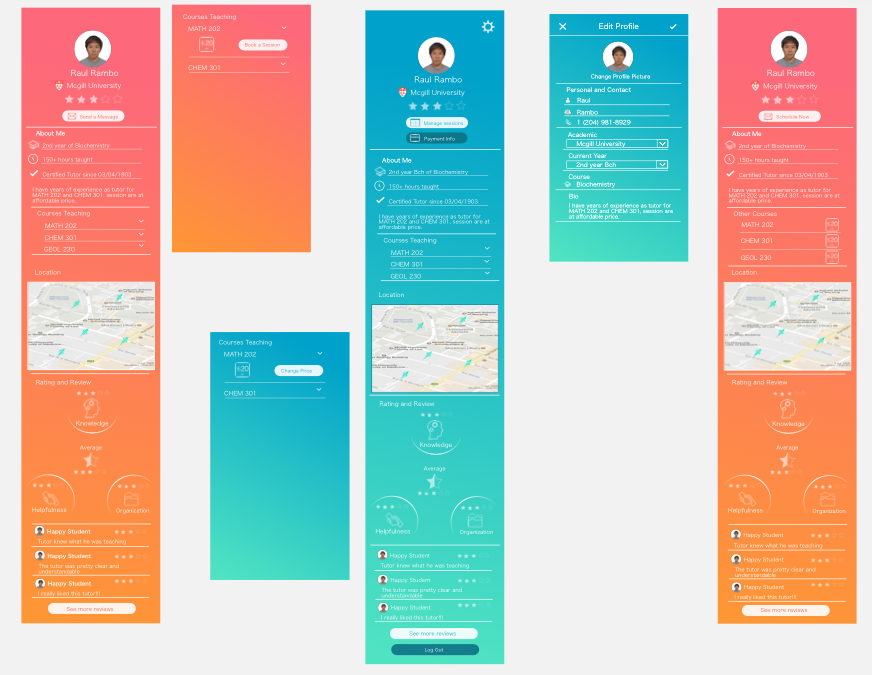 Raul Rambo
Mcgill University
Send a Message
About Me
2nd year of Biochemistry
150+ hours taught
Certified Tutor since 03/04/1903
I have years of experience as tutor for
MATH 202 and CHEM 301, session are at
affordable price.
Courses Teaching
MATH 202
CHEM 301
GEOL 230
Location
Rating and Review
Knowledge
Average
Helpfulness
Organization
Happy Student
Tutor knew what he was teaching
Happy Student
The tutor was pretty clear and
understandable
Happy Student
I really liked this tutor!!!
See more reviews
Courses Teaching
MATH 202
$20
Book a Session
CHEM 301
Courses Teaching
MATH 202
$20
Change Price
CHEM 301
Raul Rambo
Mcgill University
Manage sessions
Payment Info
About Me
2nd year Bch of Biochemistry
150+ hours taught
Certified Tutor since 03/04/1903
I have years of experience as tutor for
MATH 202 and CHEM 301, session are at
affordable price.
Courses Teaching
MATH 202
CHEM 301
GEOL 230
Location
Rating and Review
Knowledge
Average
Helpfulness
Organization
Happy Student
Tutor knew what he was teaching
Happy Student
The tutor was pretty clear and
understandable
Happy Student
I really liked this tutor!!!
See more reviews
Log Out
Edit Profile
Change Profile Picture
Personal and Contact
Raul
Rambo
1 (204) 981-8929
Academic
Mcgill University
Current Year
2nd year Bch
Course
Biochemistry
Bio
I have years of experience as tutor for
MATH 202 and CHEM 301, session are
at affordable price.
Raul Rambo
Mcgill University
Schedule Now
About Me
2nd year of Biochemistry
150+ hours taught
Certified Tutor since 03/04/1903
I have years of experience as tutor for
MATH 202 and CHEM 301, session are at
affordable price.
Other Courses
MATH 202
$20
CHEM 301
$20
GEOL 230
$20
Location
Rating and Review
Knowledge
Average
Helpfulness
Organization
Happy Student
Tutor knew what he was teaching
Happy Student
The tutor was pretty clear and
understandable
Happy Student
I really liked this tutor!!!
See more reviews